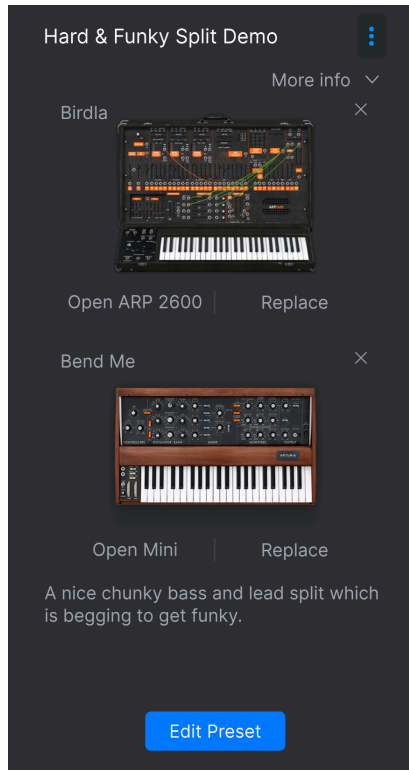 Hard & Funky Split Demo
More info
Birdla
Open ARP 2600
Replace
Bend Me
ARTURIA
Open Mini
Replace
A nice chunky bass and lead split which
is begging to get funky.
Edit Preset